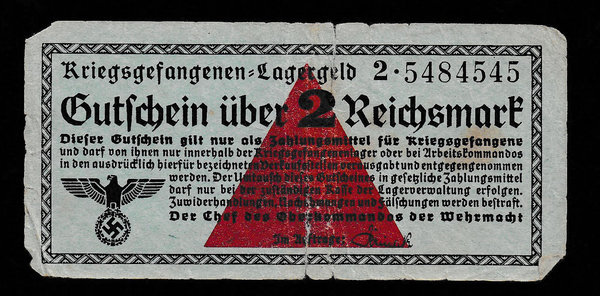 Kriegsgefangenen-Lagergeld 2·5484545
Gutschein über 2 Reichsmark
Dieser Gutschein gilt nur als Zahlungsmittel für Kriegsgefangene
und darf von ihnen nur innerhalb der Kriegsgefangenenlager oder bei Arbeitskommandos
in den ausdrücklich hierfür bezeichneten Verkaufsstellen verausgabt und entgegengenommen
werden. Der Umtausch dieses Gutscheines in gesetzliche Zahlungsmittel
darf nur bei der zuständigen Kasse der Lagerverwaltung erfolgen.
Zuwiderhandlungen, Nachahmungen und Fälschungen werden bestraft.
Der Chef des Oberkommandos der Wehrmacht
Im Auftrage: